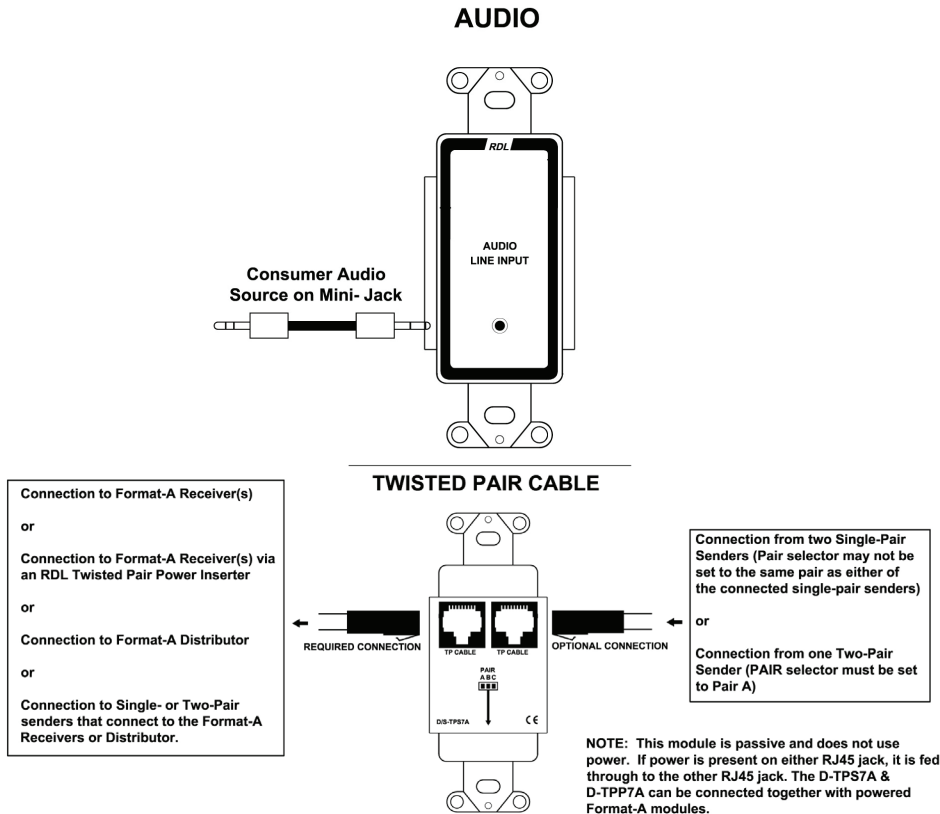 AUDIO
RDL
AUDIO
LINE INPUT
Consumer Audio
Source on Mini- Jack
TWISTED PAIR CABLE
Connection to Format-A Receiver(s)
or
Connection to Format-A Receiver(s) via
an RDL Twisted Pair Power Inserter
or
Connection to Format-A Distributor
or
Connection to Single- or Two-Pair
senders that connect to the Format-A
Receivers or Distributor.
REQUIRED CONNECTION
TP CABLE
TP CABLE
OPTIONAL CONNECTION
PAIR
A B C
D/S-TPS7A
CE
Connection from two Single-Pair
Senders (Pair selector may not be
set to the same pair as either of
the connected single-pair senders)
or
Connection from one Two-Pair
Sender (PAIR selector must be set
to Pair A)
NOTE: This module is passive and does not use
power. If power is present on either RJ45 jack, it is fed
through to the other RJ45 jack. The D-TPS7A &
D-TPP7A can be connected together with powered
Format-A modules.